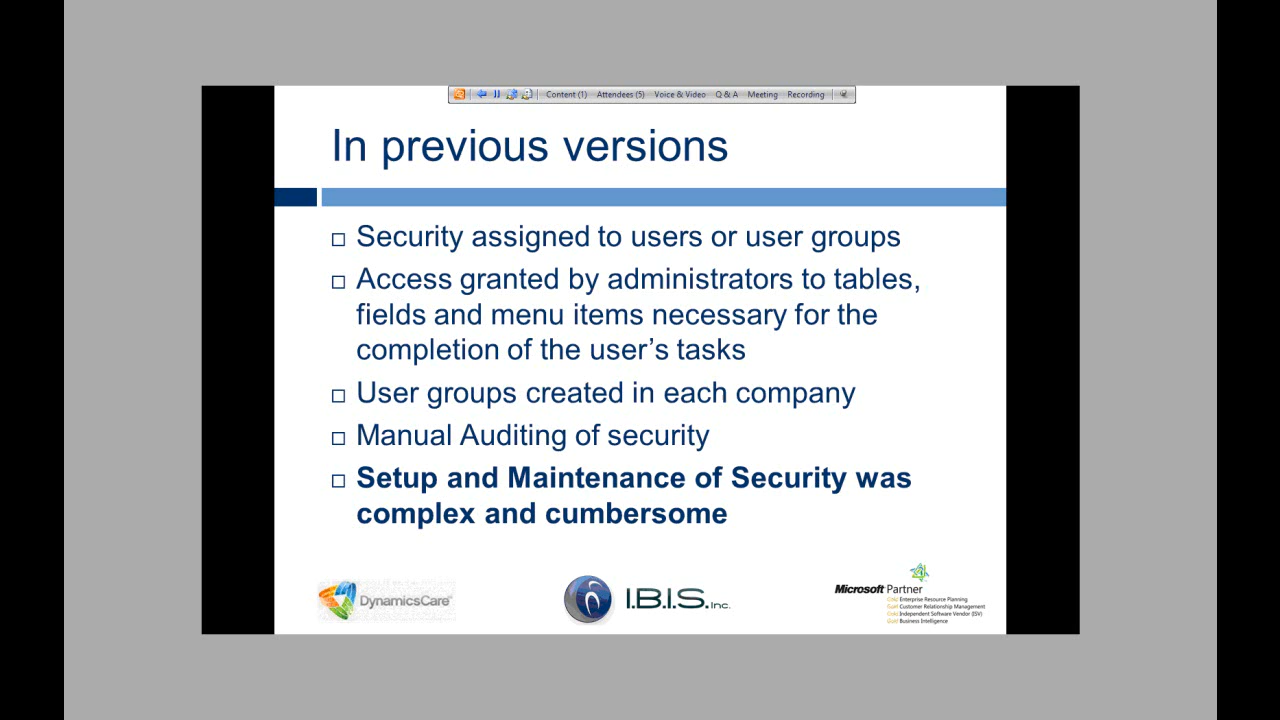 Content (1) Attendees (5) Voice & Video Q & A Meeting Recording
In previous versions
Security assigned to users or user groups
Access granted by administrators to tables,
fields and menu items necessary for the
completion of the user's tasks
User groups created in each company
Manual Auditing of security
Setup and Maintenance of Security was
complex and cumbersome
DynamicsCare
I.B.I.S. Inc.
Microsoft Partner
Enterprise Resource Planning
Gold Customer Relationship Management
Independent Software Vendor (ISV)
Gold Business Intelligence